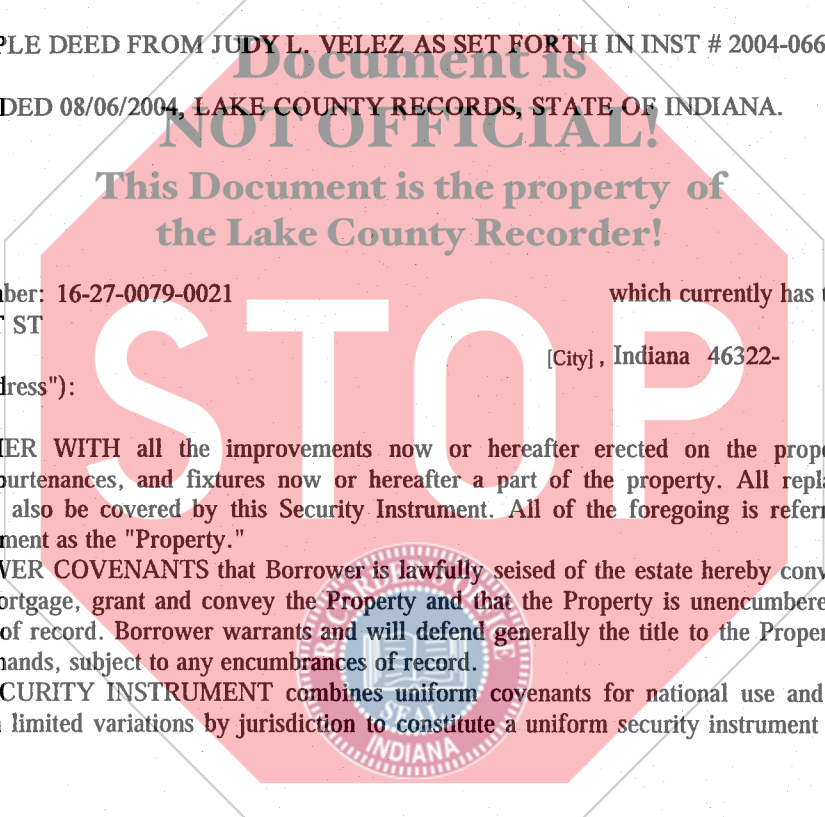 PLE DEED FROM JUDY L. VELEZ AS SET FORTH IN INST # 2004-066
Document is
DED 08/06/2004, LAKE COUNTY RECORDS, STATE OF INDIANA.
NOT OFFICIAL!
This Document is the property of
the Lake County Recorder!
ber: 16-27-0079-0021 which currently has t
T ST
STOP
[City] , Indiana 46322-
dress"):
IER WITH all the improvements now or hereafter erected on the prope
purtenances, and fixtures now or hereafter a part of the property. All repla
also be covered by this Security Instrument. All of the foregoing is referr
ment as the "Property."
WER COVENANTS that Borrower is lawfully seised of the estate hereby conv
ortgage, grant and convey the Property and that the Property is unencumbere
of record. Borrower warrants and will defend generally the title to the Proper
nands, subject to any encumbrances of record.
CURITY INSTRUMENT combines uniform covenants for national use and
limited variations by jurisdiction to constitute a uniform security instrument
SEAL
INDIANA